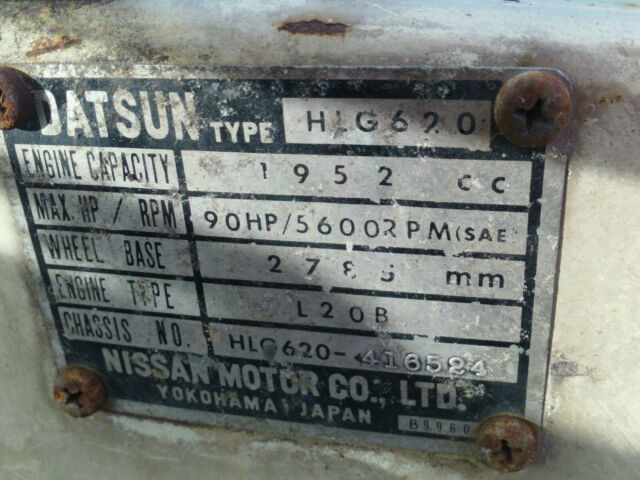 DATSUN TYPE HLG620
ENGINE CAPACITY 1952 cc
MAX. HP / RPM 90HP/5600RPM(SAE
WHEEL BASE 2785 mm
ENGINE TYPE L20B
CHASSIS NO. HLG620-416584
NISSAN MOTOR CO., LTD.
YOKOHAMA JAPAN
B9960